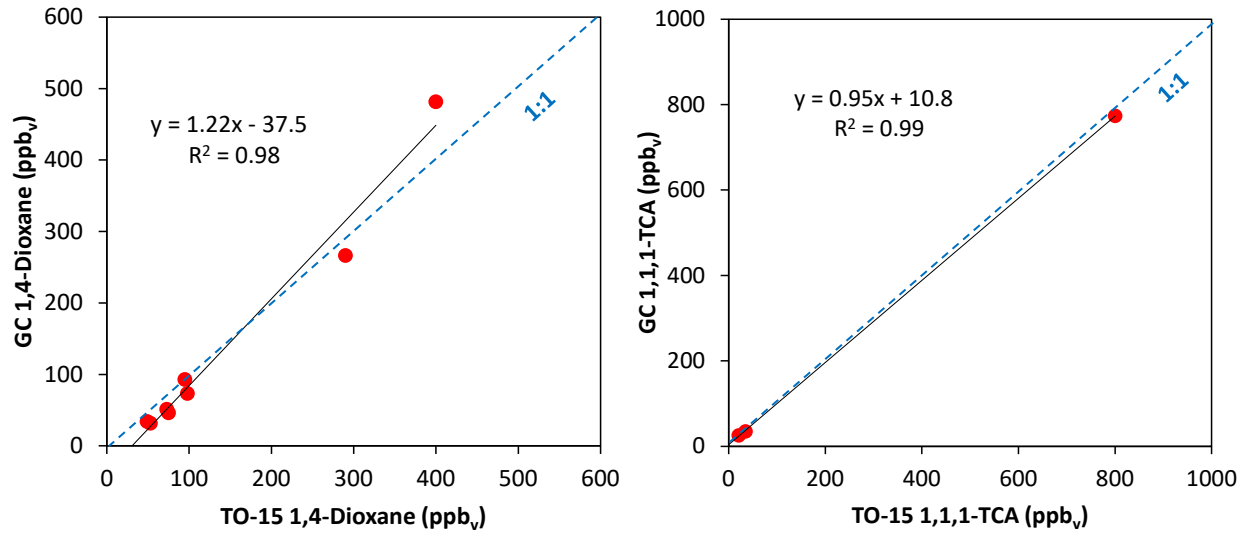 600
500
400
300
200
100
0
GC 1,4-Dioxane (ppbv)
y = 1.22x - 37.5
R² = 0.98
1:1
0 100 200 300 400 500 600
TO-15 1,4-Dioxane (ppbv)
1000
800
600
400
200
0
GC 1,1,1-TCA (ppbv)
y = 0.95x + 10.8
R² = 0.99
1:1
0 200 400 600 800 1000
TO-15 1,1,1-TCA (ppbv)